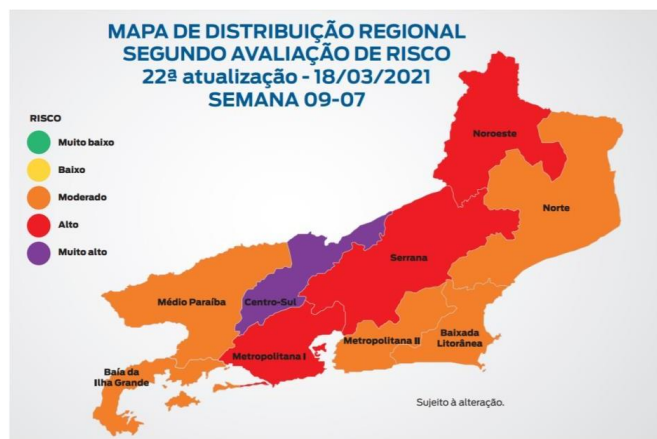 MAPA DE DISTRIBUIÇÃO REGIONAL
SEGUNDO AVALIAÇÃO DE RISCO
22ª atualização - 18/03/2021
SEMANA 09-07
RISCO
Muito baixo
Baixo
Moderado
Alto
Muito alto
Noroeste
Norte
Serrana
Médio Paraíba
Centro-Sul
Metropolitana I
Metropolitana II
Baixada
Litorânea
Baía da
Ilha Grande
Sujeito à alteração.